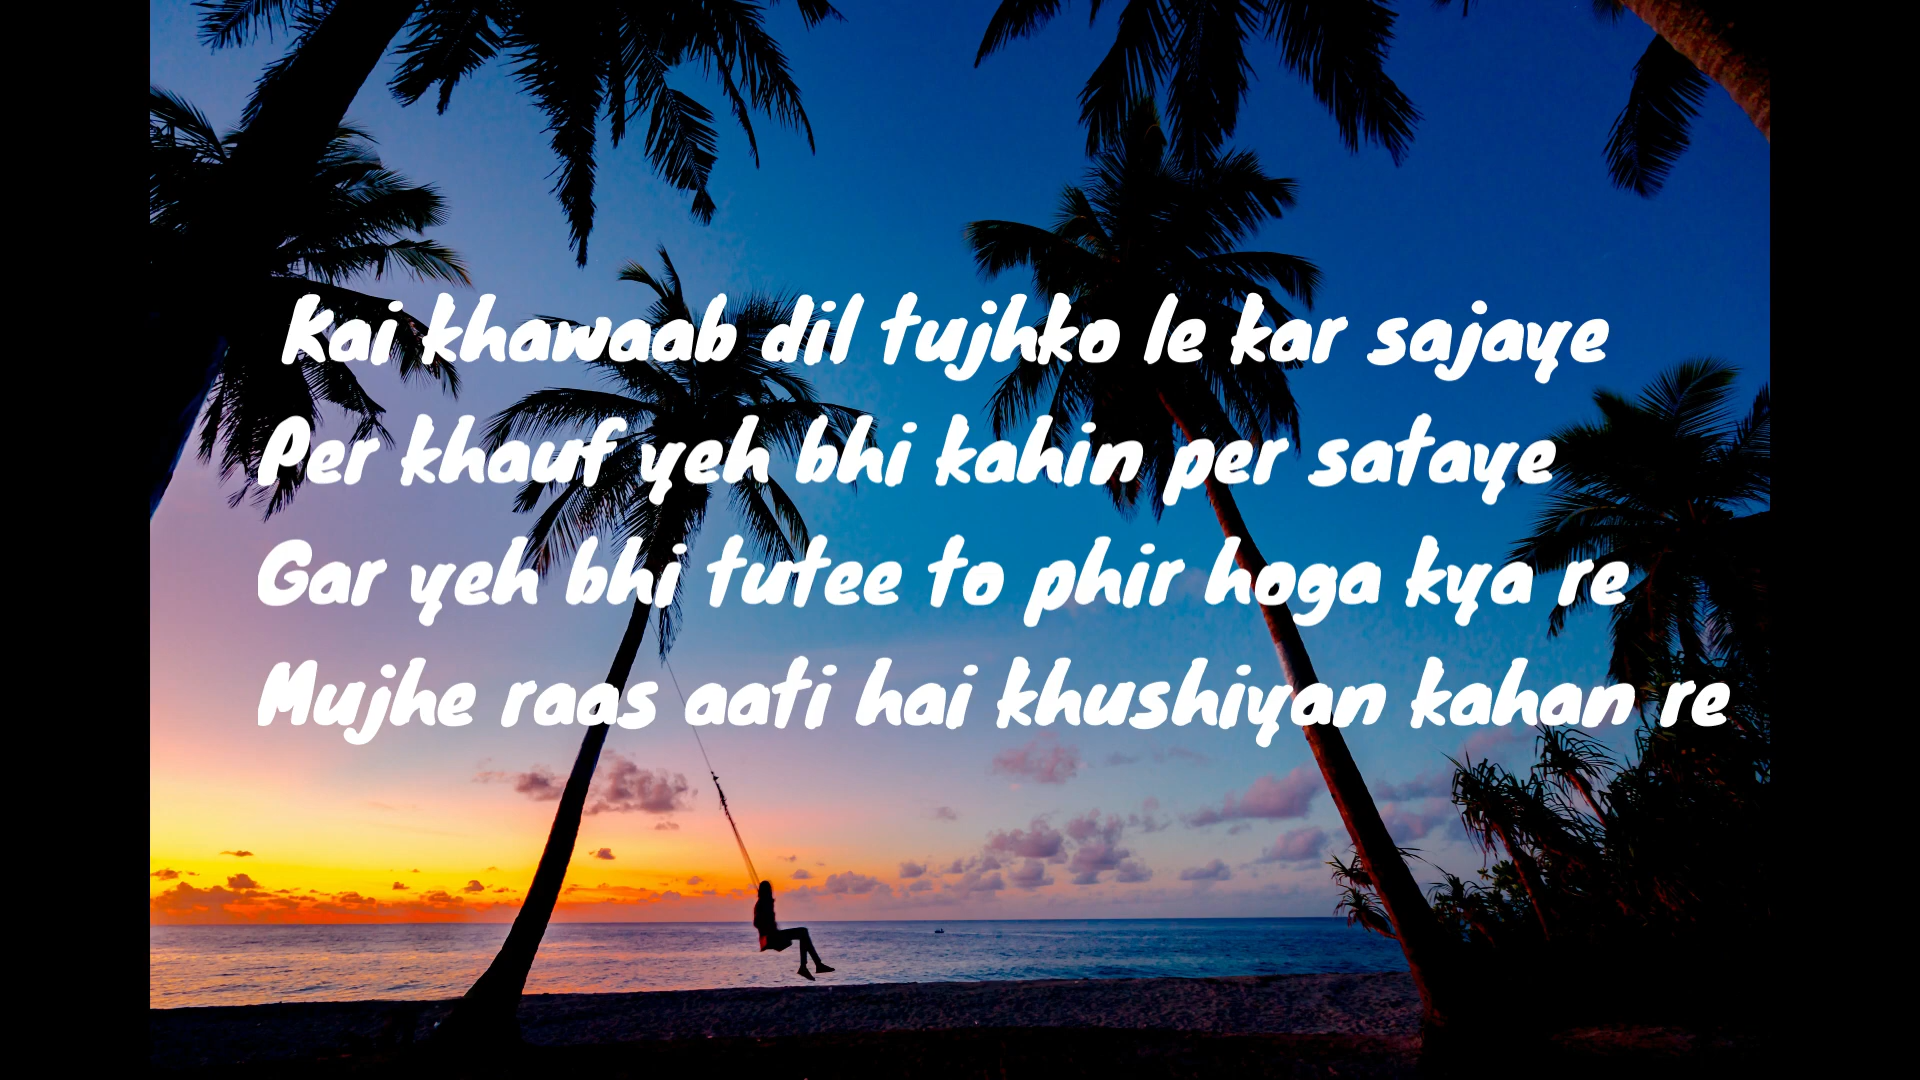 Kai khawaab dil tujhko le kar sajaye
Per khauf yeh bhi kahin per sataye
Gar yeh bhi tutee to phir hoga kya re
Mujhe raas aati hai khushiyan kahan re